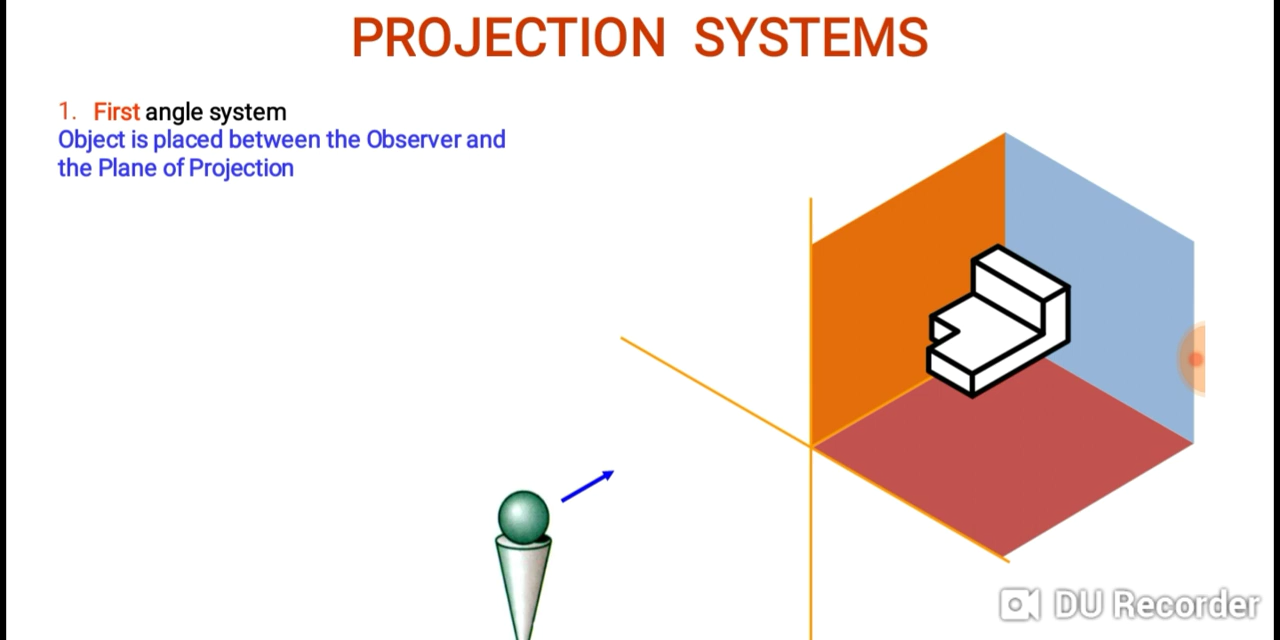 PROJECTION SYSTEMS
1. First angle system
Object is placed between the Observer and
the Plane of Projection
DU Recorder